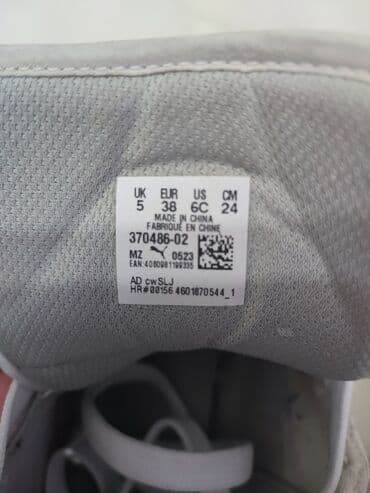 UK EUR US CM
5 38 6C 24
MADE IN CHINA
FABRIQUÉ EN CHINE
370486-02
MZ 0523
EAN:4060981199335
AD cwSLJ
HR#00156 4601870544_1